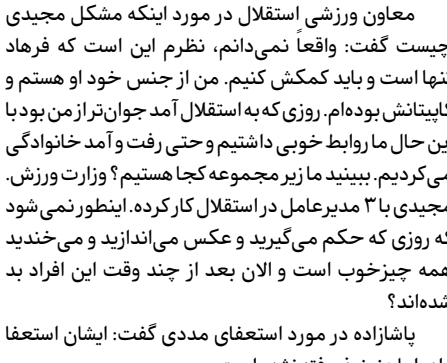 معاون ورزشی استقلال در مورد اینکه مشکل مجیدی
چیست گفت: واقعاً نمی‌دانم، نظرم این است که فرهاد
تنها است و باید کمکش کنیم. من از جنس خود او هستم و
کاپیتانش بوده‌ام. روزی که به استقلال آمد جوان‌تر از من بود با
این حال ما روابط خوبی داشتیم و حتی رفت و آمد خانوادگی
می‌کردیم. ببینید ما زیر مجموعه کجا هستیم؟ وزارت ورزش.
مجیدی با ۳ مدیرعامل در استقلال کار کرده. اینطور نمی‌شود
که روزی که حکم می‌گیرید و عکس می‌اندازید و می‌خندید
همه چیز خوب است و الان بعد از چند وقت این افراد بد
شده‌اند؟
پاشازاده در مورد استعفای مددی گفت: ایشان استعفا